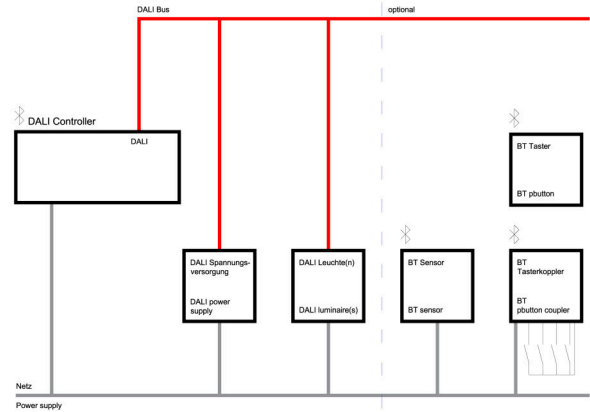 DALI Bus
optional
DALI Controller
DALI
BT Taster
BT pbutton
DALI Spannungs-
versorgung
DALI power
supply
DALI Leuchte(n)
DALI luminaire(s)
BT Sensor
BT sensor
BT
Tasterkoppler
BT
pbutton coupler
Netz
Power supply